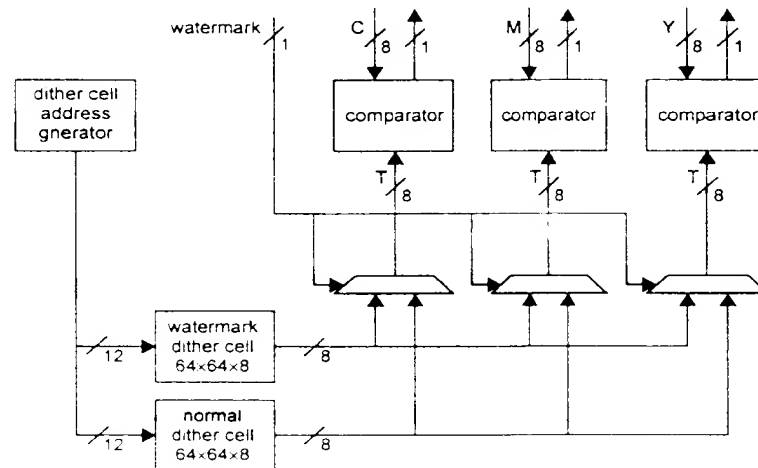 watermark 1 C 8 1 M 8 1 Y 8 1
dither cell
address
gnerator
comparator comparator comparator
T 8 T 8 T 8
watermark
dither cell
64×64×8
12 8
normal
dither cell
64×64×8
12 8